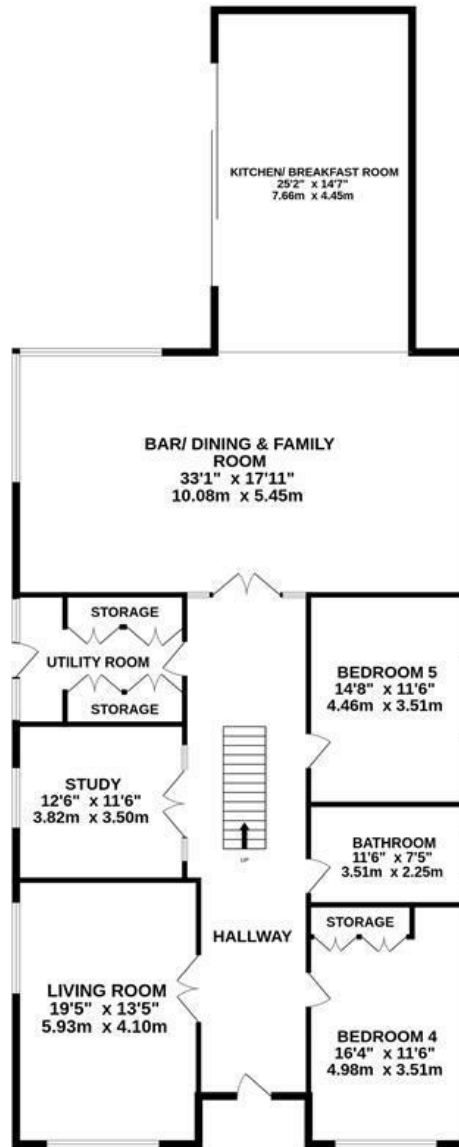 KITCHEN/ BREAKFAST ROOM
25'2" x 14'7"
7.66m x 4.45m
BAR/ DINING & FAMILY
ROOM
33'1" x 17'11"
10.08m x 5.45m
STORAGE
UTILITY ROOM
STORAGE
BEDROOM 5
14'8" x 11'6"
4.46m x 3.51m
STUDY
12'6" x 11'6"
3.82m x 3.50m
UP
BATHROOM
11'6" x 7'5"
3.51m x 2.25m
STORAGE
HALLWAY
LIVING ROOM
19'5" x 13'5"
5.93m x 4.10m
BEDROOM 4
16'4" x 11'6"
4.98m x 3.51m